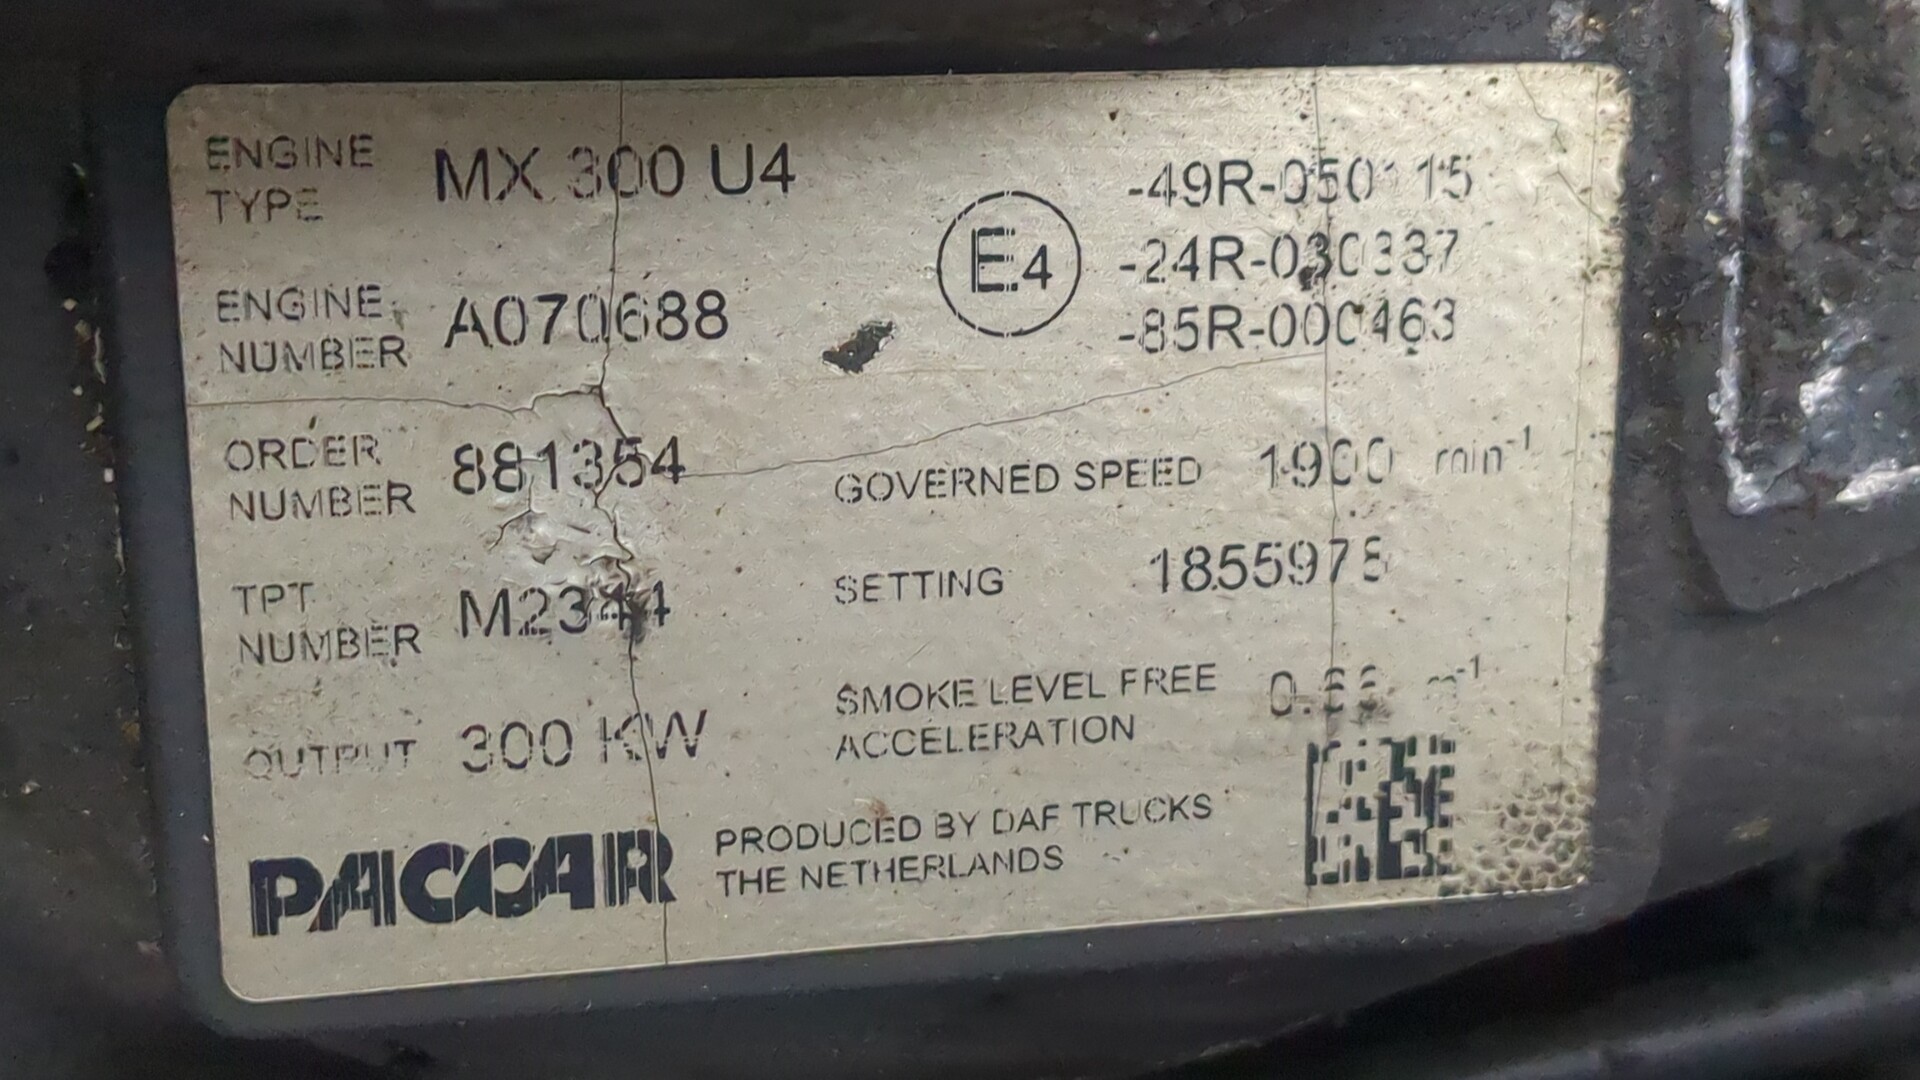 ENGINE TYPE MX 300 U4
E4
-49R-050115
-24R-030337
-85R-000463
ENGINE NUMBER A070688
ORDER NUMBER 881354
GOVERNED SPEED 1900 min-1
TPT NUMBER M2344
SETTING
OUTPUT 300 KW
SMOKE LEVEL FREE
ACCELERATION
m-1
PACCAR
PRODUCED BY DAF TRUCKS
THE NETHERLANDS